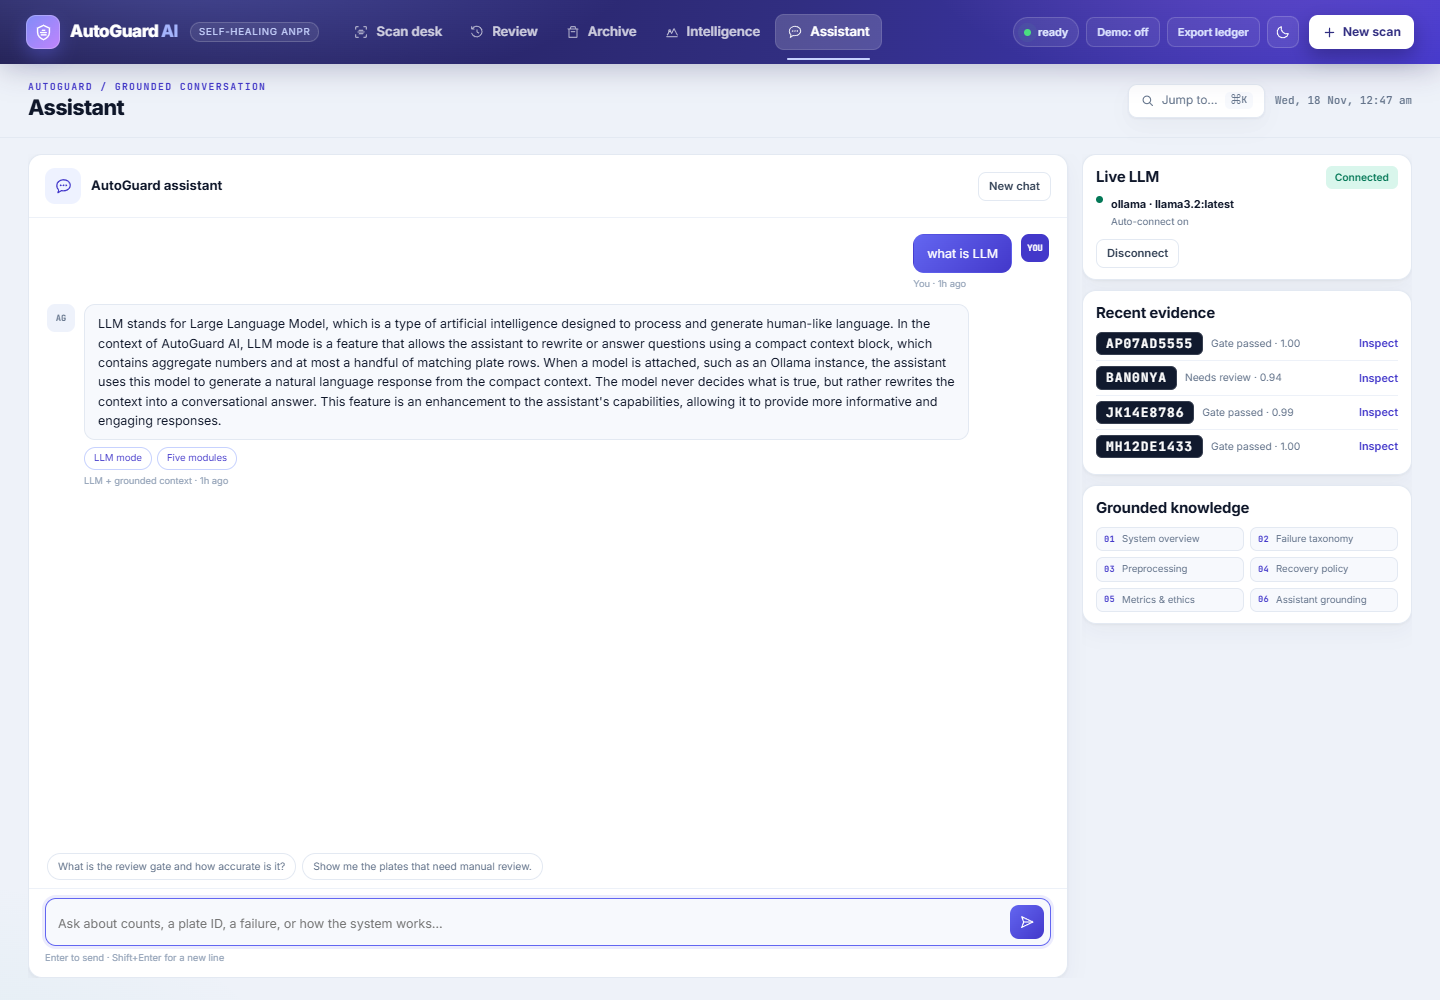 AutoGuard AI
SELF-HEALING ANPR
Scan desk
Review
Archive
Intelligence
Assistant
ready
Demo: off
Export ledger
New scan
AUTOGUARD / GROUNDED CONVERSATION
Assistant
Jump to...
⌘K
Wed, 18 Nov, 12:47 am
AutoGuard assistant
New chat
what is LLM
YOU
You · 1h ago
AG
LLM stands for Large Language Model, which is a type of artificial intelligence designed to process and generate human-like language. In the
context of AutoGuard AI, LLM mode is a feature that allows the assistant to rewrite or answer questions using a compact context block, which
contains aggregate numbers and at most a handful of matching plate rows. When a model is attached, such as an Ollama instance, the assistant
uses this model to generate a natural language response from the compact context. The model never decides what is true, but rather rewrites the
context into a conversational answer. This feature is an enhancement to the assistant's capabilities, allowing it to provide more informative and
engaging responses.
LLM mode
Five modules
LLM + grounded context · 1h ago
What is the review gate and how accurate is it?
Show me the plates that need manual review.
Ask about counts, a plate ID, a failure, or how the system works...
Enter to send · Shift+Enter for a new line
Live LLM
Connected
ollama · llama3.2:latest
Auto-connect on
Disconnect
Recent evidence
AP07AD5555 Gate passed · 1.00 Inspect
BAN0NYA Needs review · 0.94 Inspect
JK14E8786 Gate passed · 0.99 Inspect
MH12DE1433 Gate passed · 1.00 Inspect
Grounded knowledge
01 System overview
02 Failure taxonomy
03 Preprocessing
04 Recovery policy
05 Metrics & ethics
06 Assistant grounding